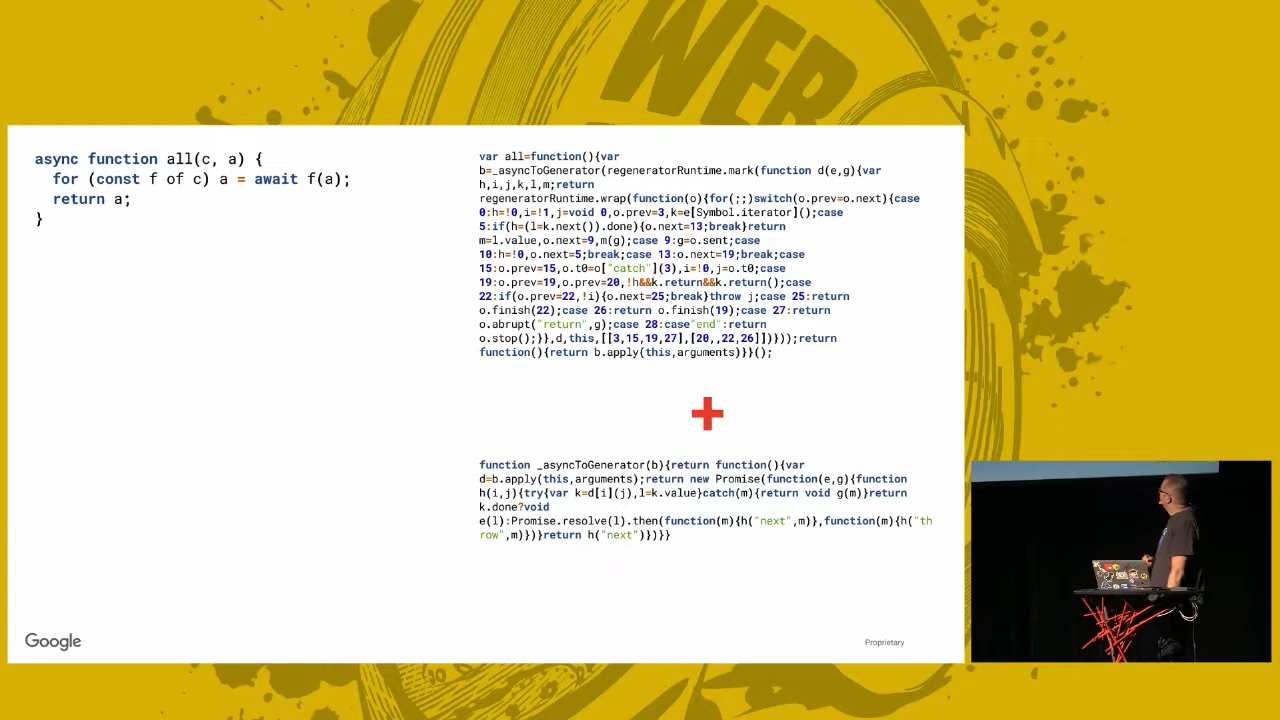 WEB
async function all(c, a) {
for (const f of c) a = await f(a);
return a;
}
var all=function(){var
b=_asyncToGenerator(regeneratorRuntime.mark(function d(e,g){var
h,i,j,k,l,m;return
regeneratorRuntime.wrap(function(o){for(;;)switch(o.prev=o.next){case
0:h=!0,i=!1,j=void 0,o.prev=3,k=e[Symbol.iterator]();case
5:if(h=(l=k.next()).done){o.next=13;break}return
m=l.value,o.next=9,m(g);case 9:g=o.sent;case
10:h=!0,o.next=5;break;case 13:o.next=19;break;case
15:o.prev=15,o.t0=o["catch"](3),i=!0,j=o.t0;case
19:o.prev=19,o.prev=20,!h&&k.return&&k.return();case
22:if(o.prev=22,!i){o.next=25;break}throw j;case 25:return
o.finish(22);case 26:return o.finish(19);case 27:return
o.abrupt("return",g);case 28:case"end":return
o.stop();}},d,this,[[3,15,19,27],[20,,22,26]])}));return
function(){return b.apply(this,arguments)}}();
+
function _asyncToGenerator(b){return function(){var
d=b.apply(this,arguments);return new Promise(function(e,g){function
h(i,j){try{var k=d[i](j),l=k.value}catch(m){return void g(m)}return
k.done?void
e(l):Promise.resolve(l).then(function(m){h("next",m)},function(m){h("th
row",m)})}return h("next")})}}
Google
Proprietary